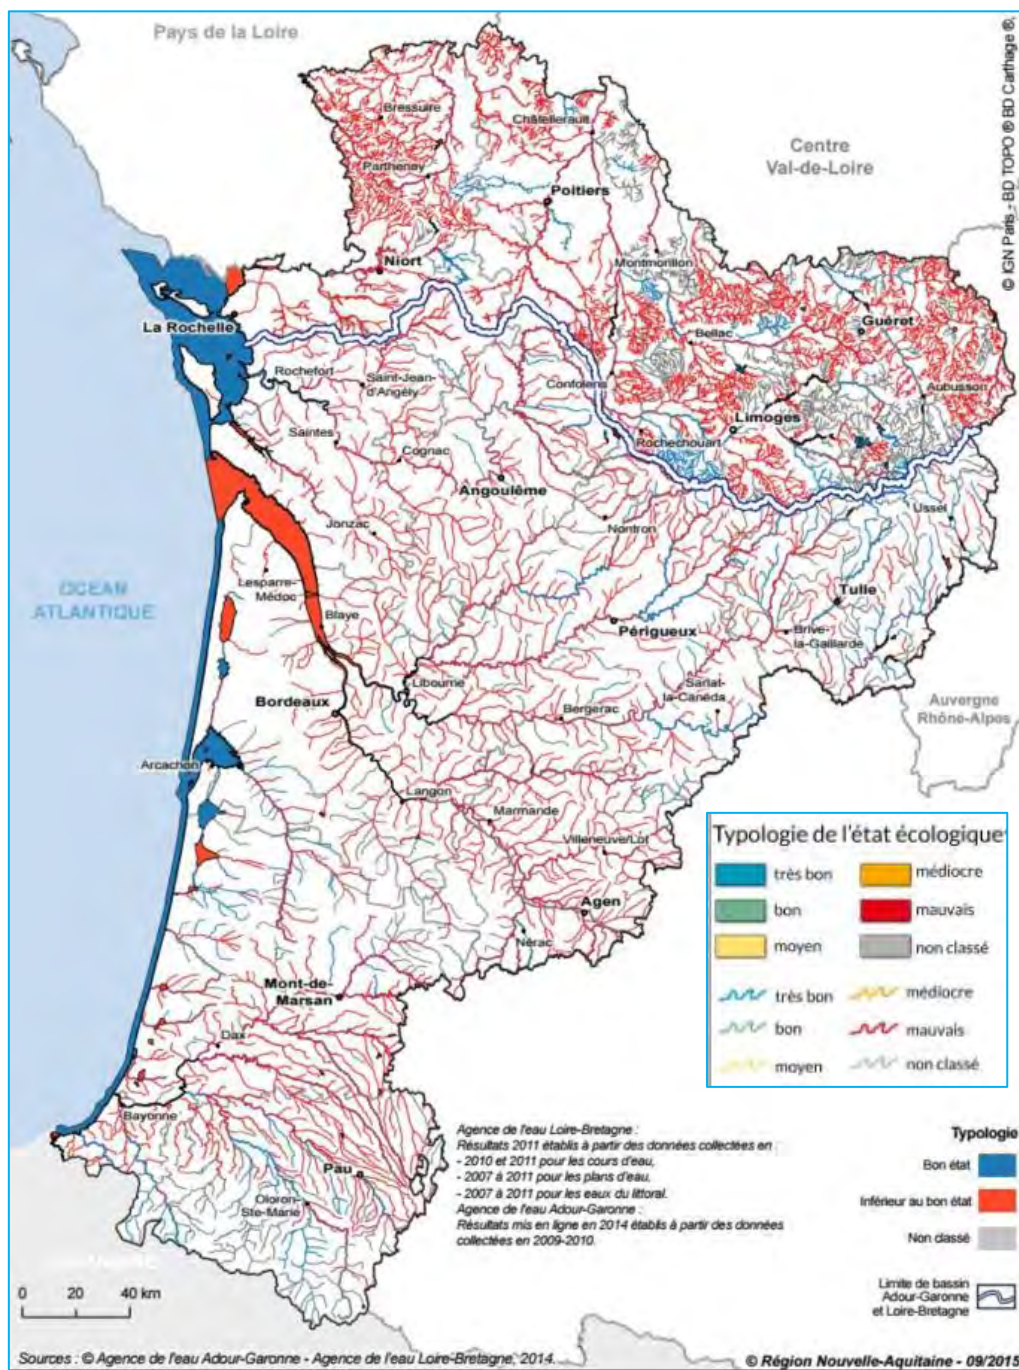 Pays de la Loire
© IGN Paris - BD TOPO ® BD Carthage ®,
Bressuire
Châtellerault
Centre
Val-de-Loire
Parthenay
Poitiers
Montmorillon
Niort
La Rochelle
Guéret
Bellac
Rochefort
Saint-Jean-
d'Angély
Confolens
Aubusson
Limoges
Saintes
Rochechouart
Cognac
Angoulême
Ussel
Jonzac
Nontron
OCEAN
ATLANTIQUE
Lesparre-
Médoc
Blaye
Tulle
Périgueux
Brive-
la-Gaillarde
Libourne
Sarlat-
la-Canéda
Bordeaux
Bergerac
Auvergne
Rhône-Alpes
Arcachon
Langon
Marmande
Villeneuve/Lot
Agen
Nérac
Mont-de-
Marsan
Dax
Bayonne
Pau
Oloron-
Ste-Marie
Typologie de l'état écologique
très bon
médiocre
bon
mauvais
moyen
non classé
très bon
médiocre
bon
mauvais
moyen
non classé
Agence de l'eau Loire-Bretagne :
Résultats 2011 établis à partir des données collectées en :
- 2010 et 2011 pour les cours d'eau,
- 2007 à 2011 pour les plans d'eau,
- 2007 à 2011 pour les eaux du littoral.
Agence de l'eau Adour-Garonne :
Résultats mis en ligne en 2014 établis à partir des données
collectées en 2009-2010.
Typologie
Bon état
Inférieur au bon état
Non classé
Limite de bassin
Adour-Garonne
et Loire-Bretagne
0 20 40 km
Sources : © Agence de l'eau Adour-Garonne - Agence de l'eau Loire-Bretagne, 2014.
© Région Nouvelle-Aquitaine - 09/2015